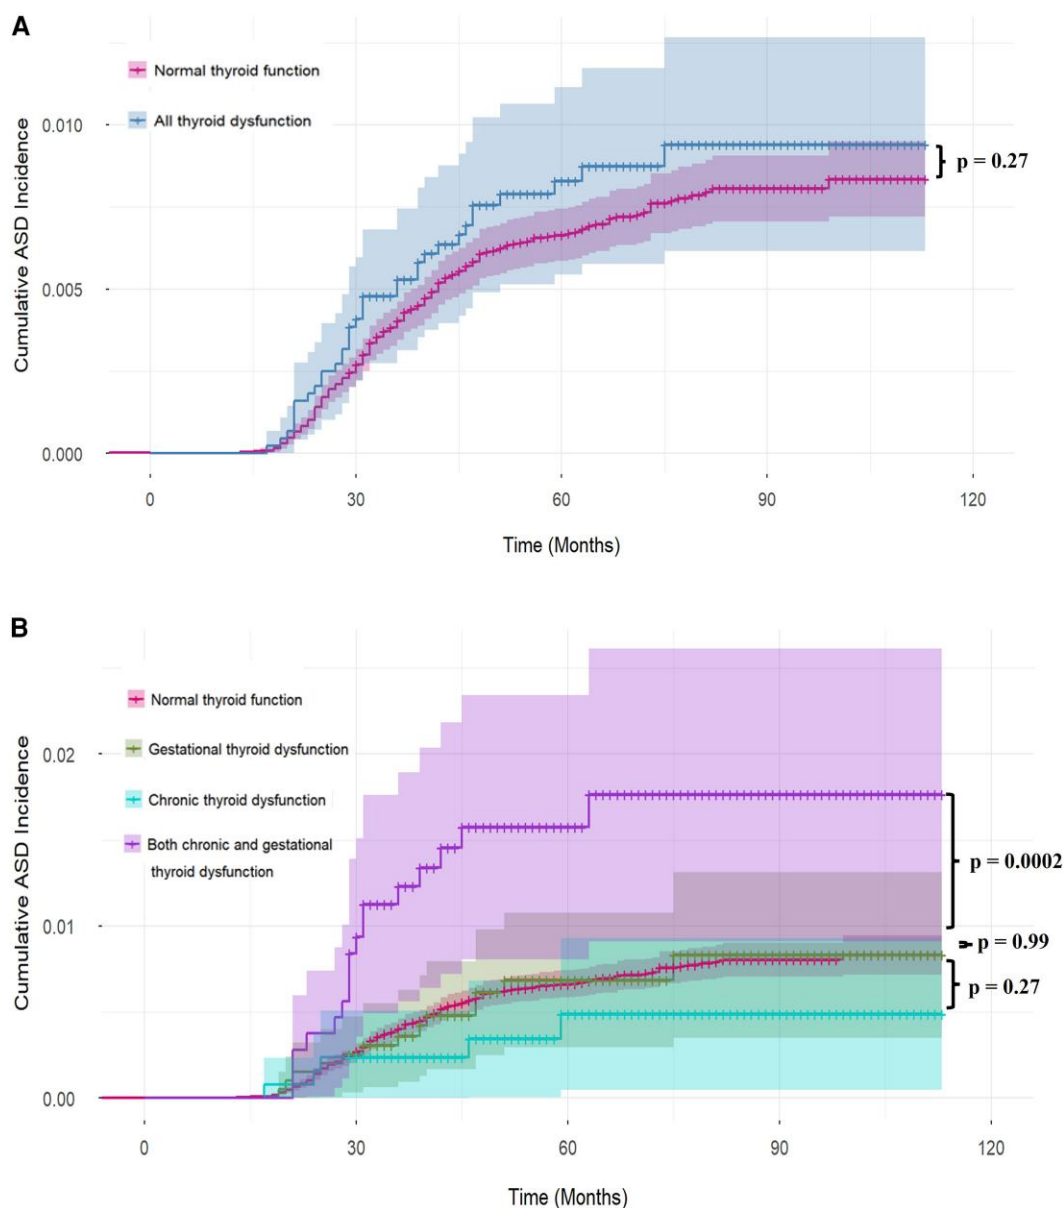 A
Normal thyroid function
All thyroid dysfunction
0.010
0.005
0.000
Cumulative ASD Incidence
p = 0.27
0 30 60 90 120
Time (Months)
B
Normal thyroid function
Gestational thyroid dysfunction
Chronic thyroid dysfunction
Both chronic and gestational
thyroid dysfunction
0.02
0.01
0.00
Cumulative ASD Incidence
p = 0.0002
p = 0.99
p = 0.27
0 30 60 90 120
Time (Months)